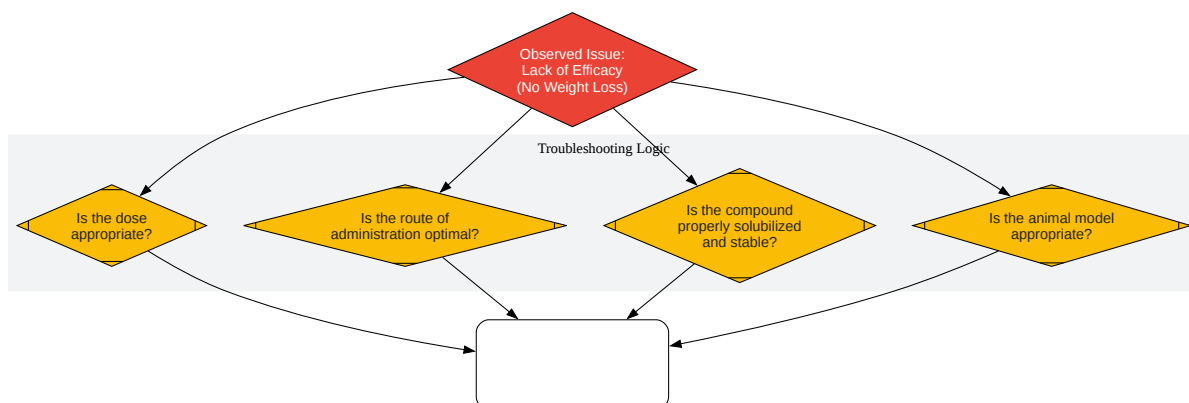 Observed Issue:
Lack of Efficacy
(No Weight Loss)
Troubleshooting Logic
Is the dose
appropriate?
Is the route of
administration optimal?
Is the compound
properly solubilized
and stable?
Is the animal model
appropriate?